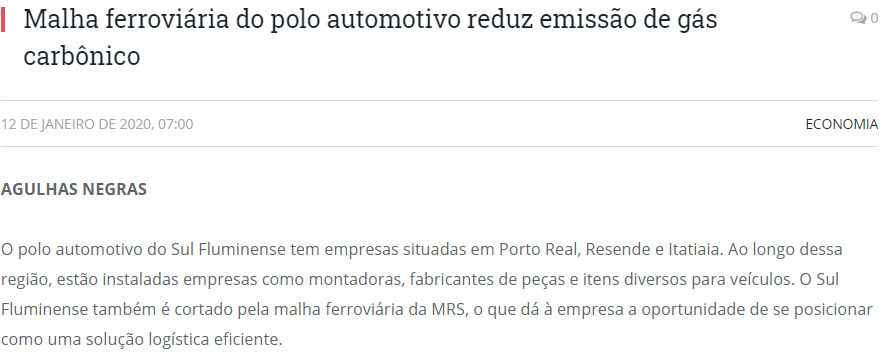 Malha ferroviária do polo automotivo reduz emissão de gás
carbônico
0
12 DE JANEIRO DE 2020, 07:00
ECONOMIA
AGULHAS NEGRAS
O polo automotivo do Sul Fluminense tem empresas situadas em Porto Real, Resende e Itatiaia. Ao longo dessa
região, estão instaladas empresas como montadoras, fabricantes de peças e itens diversos para veículos. O Sul
Fluminense também é cortado pela malha ferroviária da MRS, o que dá à empresa a oportunidade de se posicionar
como uma solução logística eficiente.